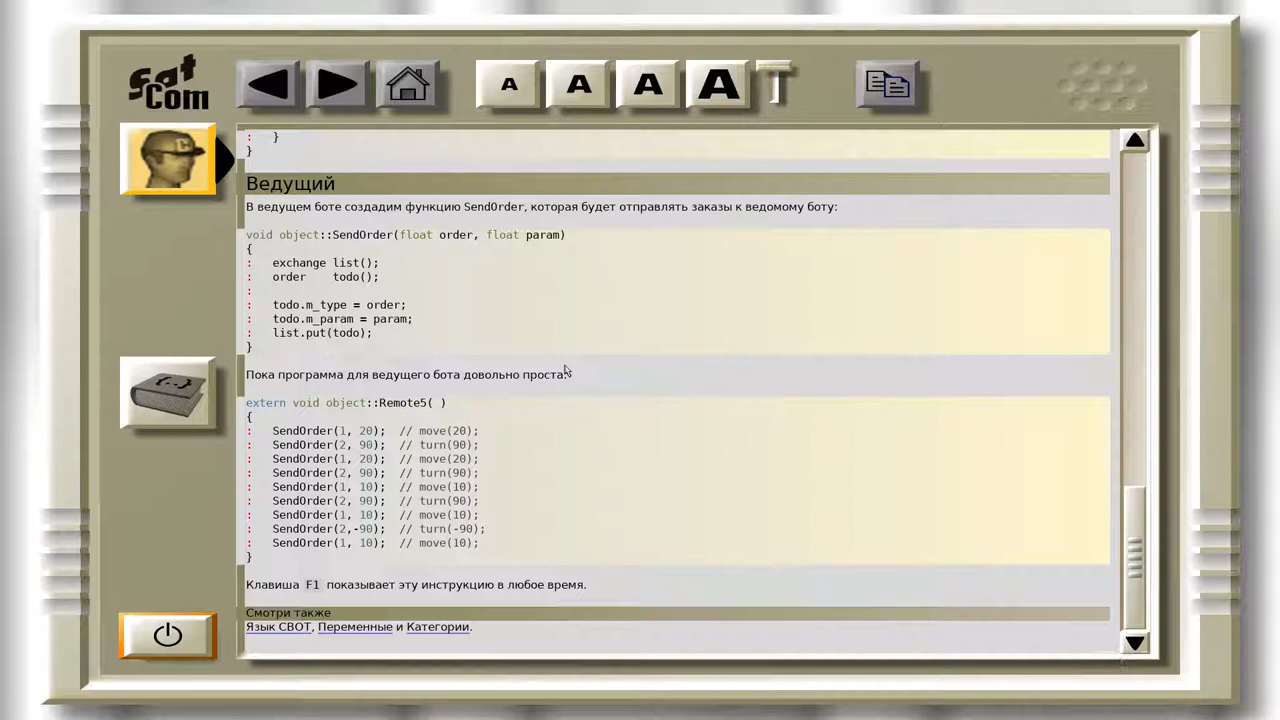 Sat
Com
A A A A T
:   }
}
Ведущий
В ведущем боте создадим функцию SendOrder, которая будет отправлять заказы к ведомому боту:
void object::SendOrder(float order, float param)
{
:   exchange list();
:   order    todo();
:
:   todo.m_type = order;
:   todo.m_param = param;
:   list.put(todo);
}
Пока программа для ведущего бота довольно проста:
extern void object::Remote5( )
{
:   SendOrder(1, 20);  // move(20);
:   SendOrder(2, 90);  // turn(90);
:   SendOrder(1, 20);  // move(20);
:   SendOrder(2, 90);  // turn(90);
:   SendOrder(1, 10);  // move(10);
:   SendOrder(2, 90);  // turn(90);
:   SendOrder(1, 10);  // move(10);
:   SendOrder(2,-90);  // turn(-90);
:   SendOrder(1, 10);  // move(10);
}
Клавиша F1 показывает эту инструкцию в любое время.
Смотри также
Язык CBOT, Переменные и Категории.